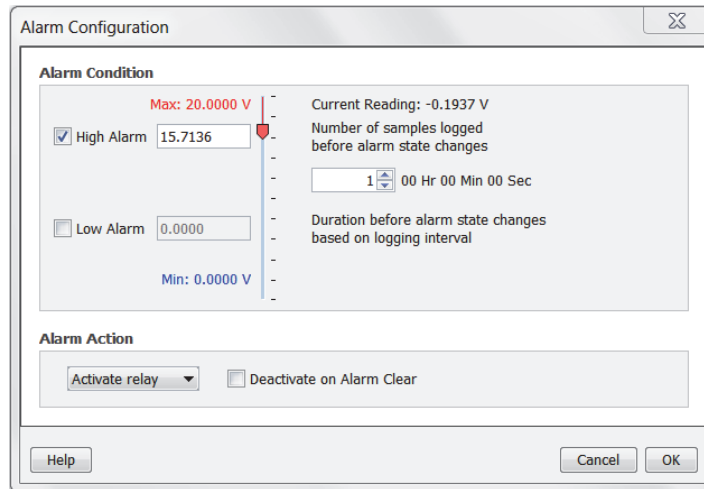 Alarm Configuration
Alarm Condition
Max: 20.0000 V
Current Reading: -0.1937 V
High Alarm 15.7136
Number of samples logged
before alarm state changes
1 00 Hr 00 Min 00 Sec
Low Alarm 0.0000
Duration before alarm state changes
based on logging interval
Min: 0.0000 V
Alarm Action
Activate relay
Deactivate on Alarm Clear
Help
Cancel
OK